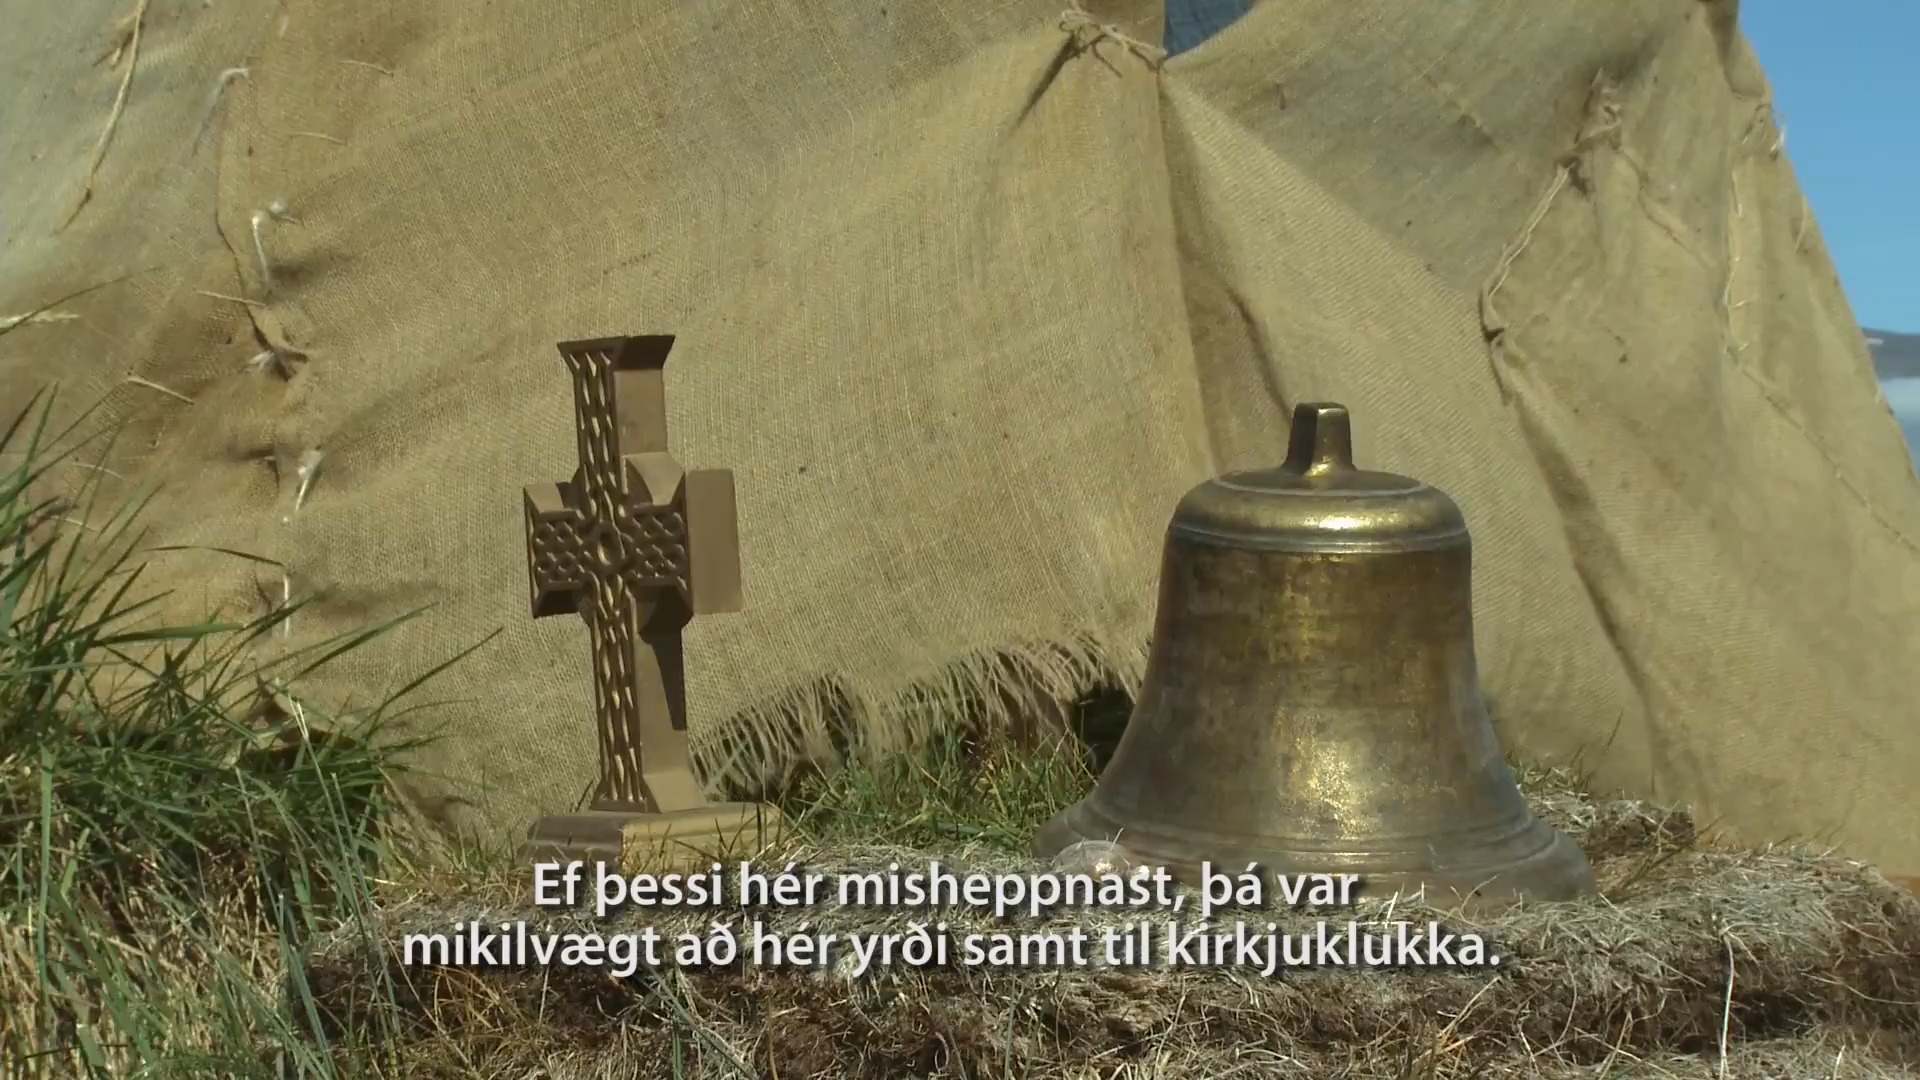 Ef þessi hér misheppnast, þá var
mikilvægt að hér yrði samt til kirkjuklukka.